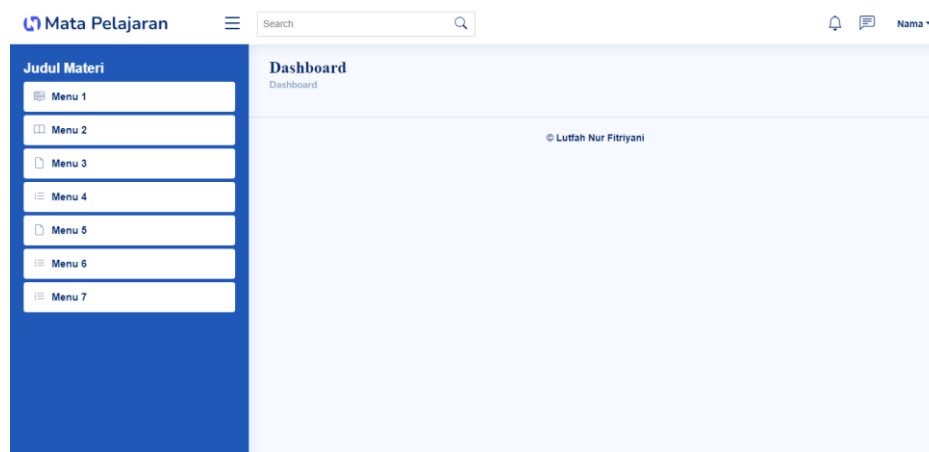 Mata Pelajaran
Search
Nama
Judul Materi
Menu 1
Menu 2
Menu 3
Menu 4
Menu 5
Menu 6
Menu 7
Dashboard
Dashboard
© Lutfah Nur Fitriyani